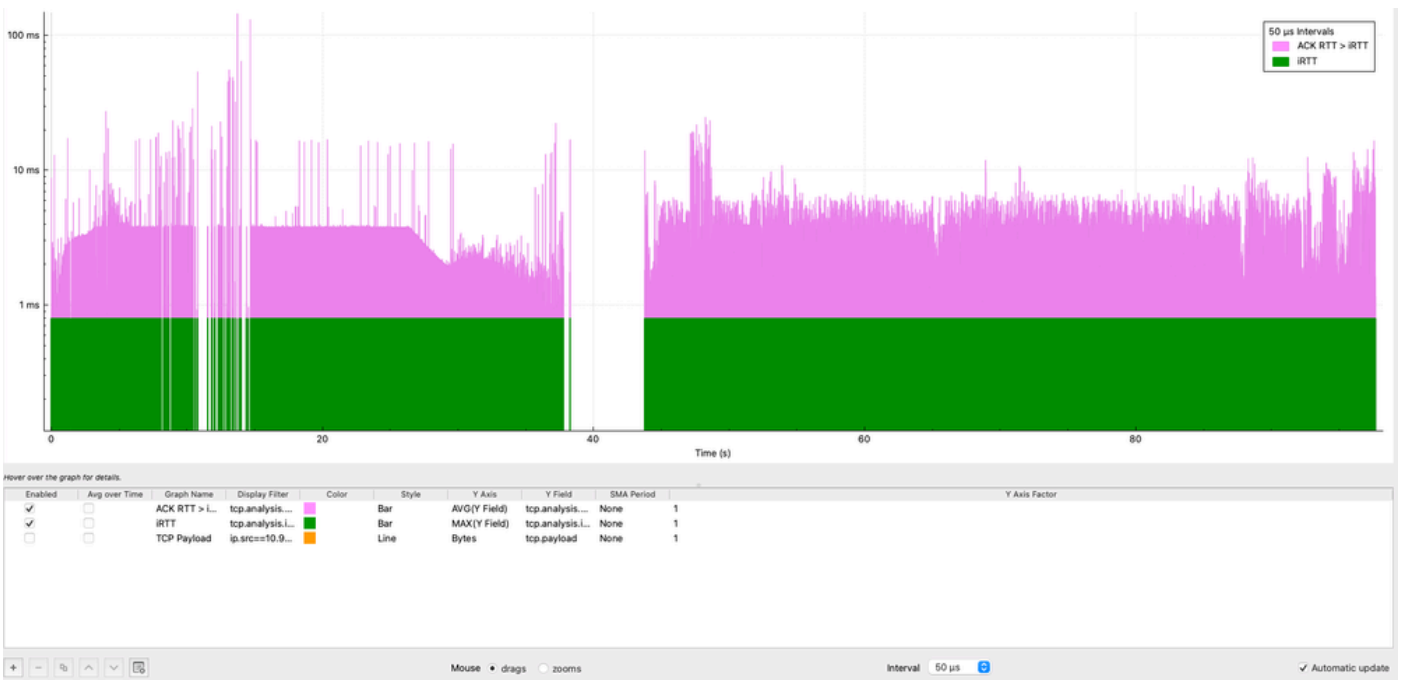 100 ms
10 ms
1 ms
50 µs Intervals
ACK RTT > iRTT
iRTT
0 20 40 60 80
Time (s)
Hover over the graph for details.
Enabled Avg over Time Graph Name Display Filter Color Style Y Axis Y Field SMA Period Y Axis Factor
ACK RTT > i... tcp.analysis.... Bar AVG(Y Field) tcp.analysis.... None 1
iRTT tcp.analysis.i... Bar MAX(Y Field) tcp.analysis.i... None 1
TCP Payload ip.src==10.9... Line Bytes tcp.payload None 1
Mouse drags zooms Interval 50 µs Automatic update